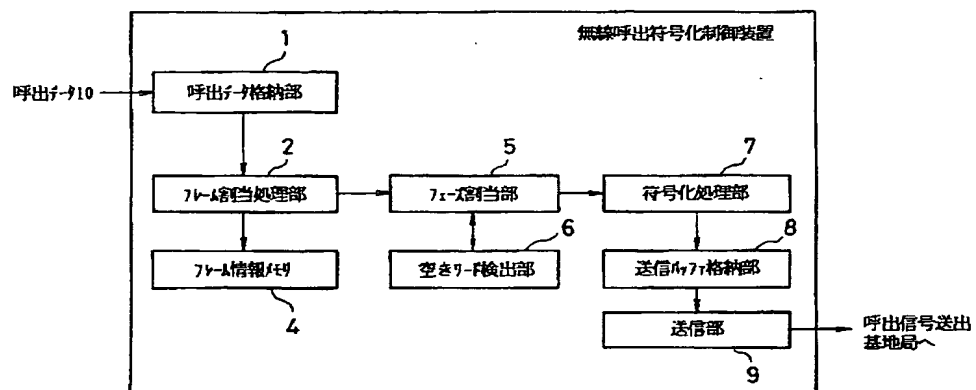 無線呼出符号化制御装置
1
呼出データ10
呼出データ格納部
2
5
7
フレーム割当処理部
フェーズ割当部
符号化処理部
6
8
フレーム情報メモリ
空きワード検出部
送信バッファ格納部
4
送信部
呼出信号送出
基地局へ
9